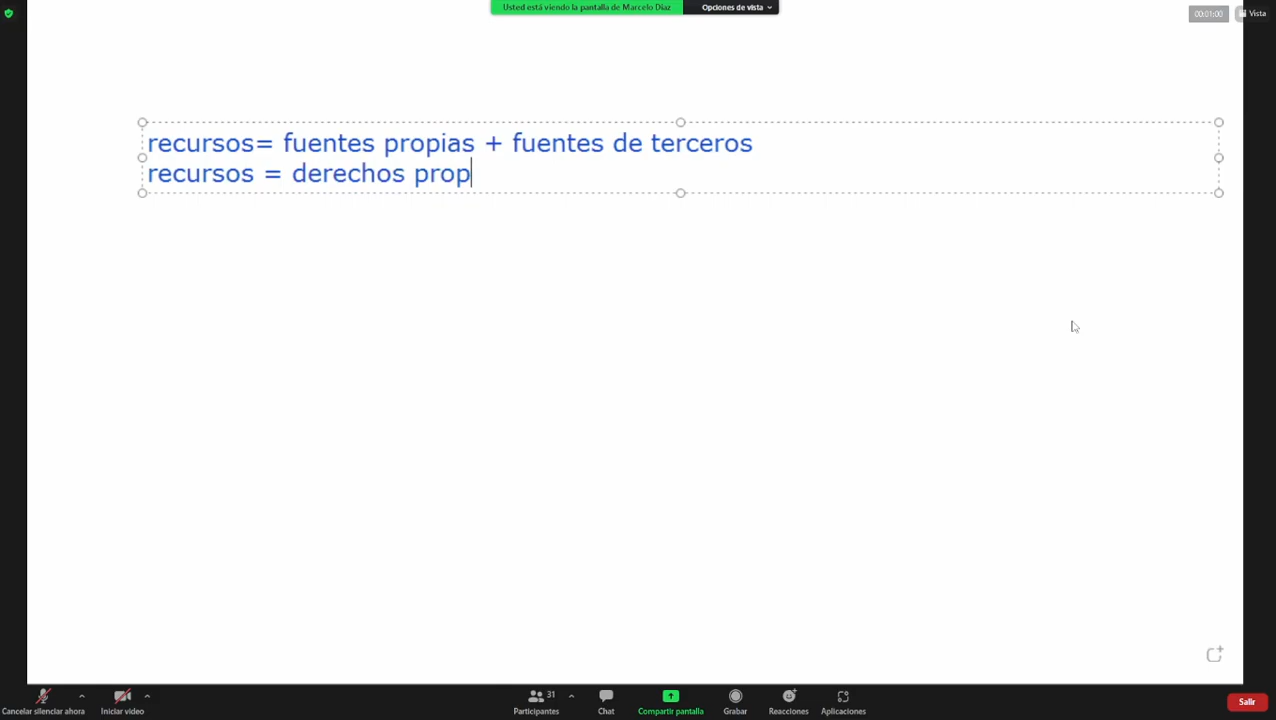 Usted está viendo la pantalla de Marcelo Diaz
Opciones de vista
00:01:00
Vista
recursos= fuentes propias + fuentes de terceros
recursos = derechos prop
31
Cancelar silenciar ahora
Iniciar video
Participantes
Chat
Compartir pantalla
Grabar
Reacciones
Aplicaciones
Salir